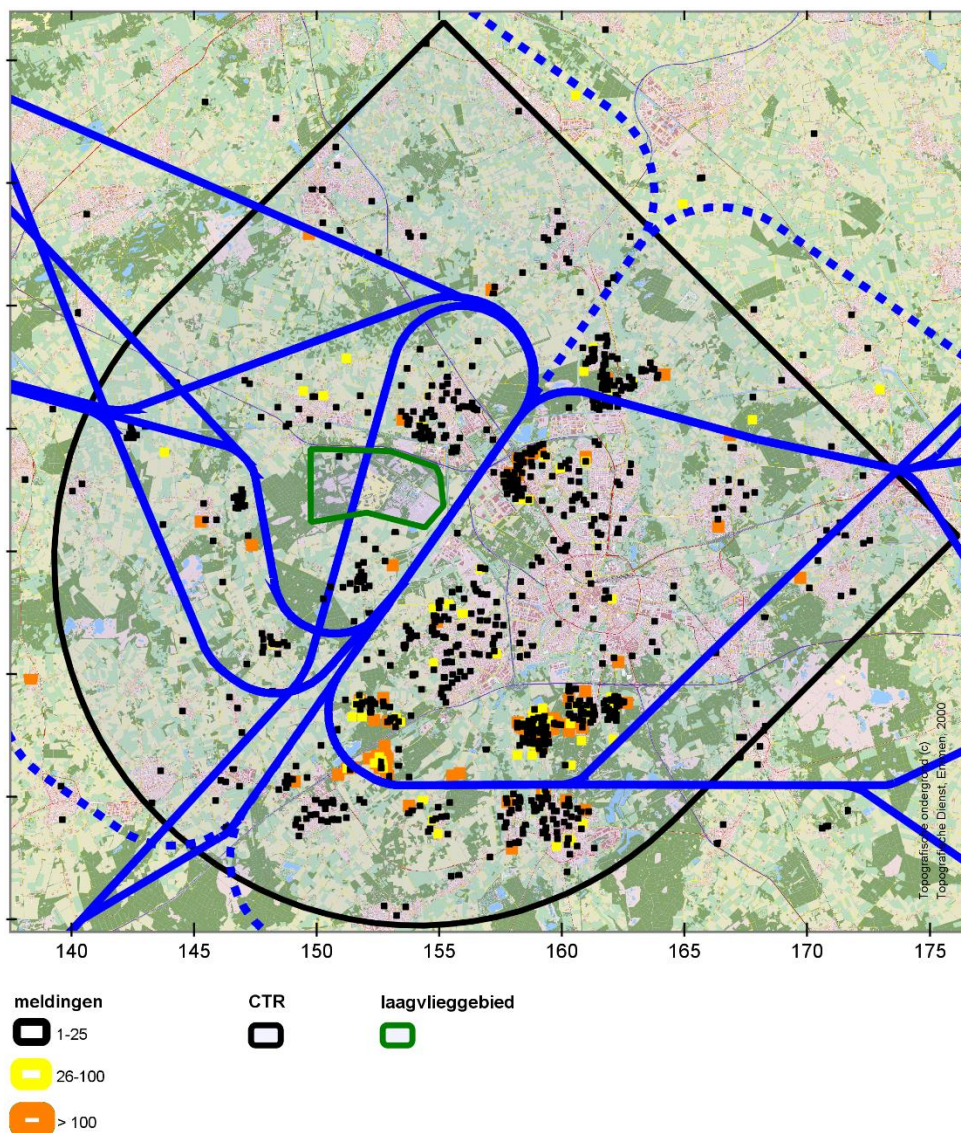 Topografische ondergrond (c)
Topografische Dienst, Emmen, 2000
140 145 150 155 160 165 170 175
meldingen
1-25
26-100
> 100
CTR
laagvlieggebied